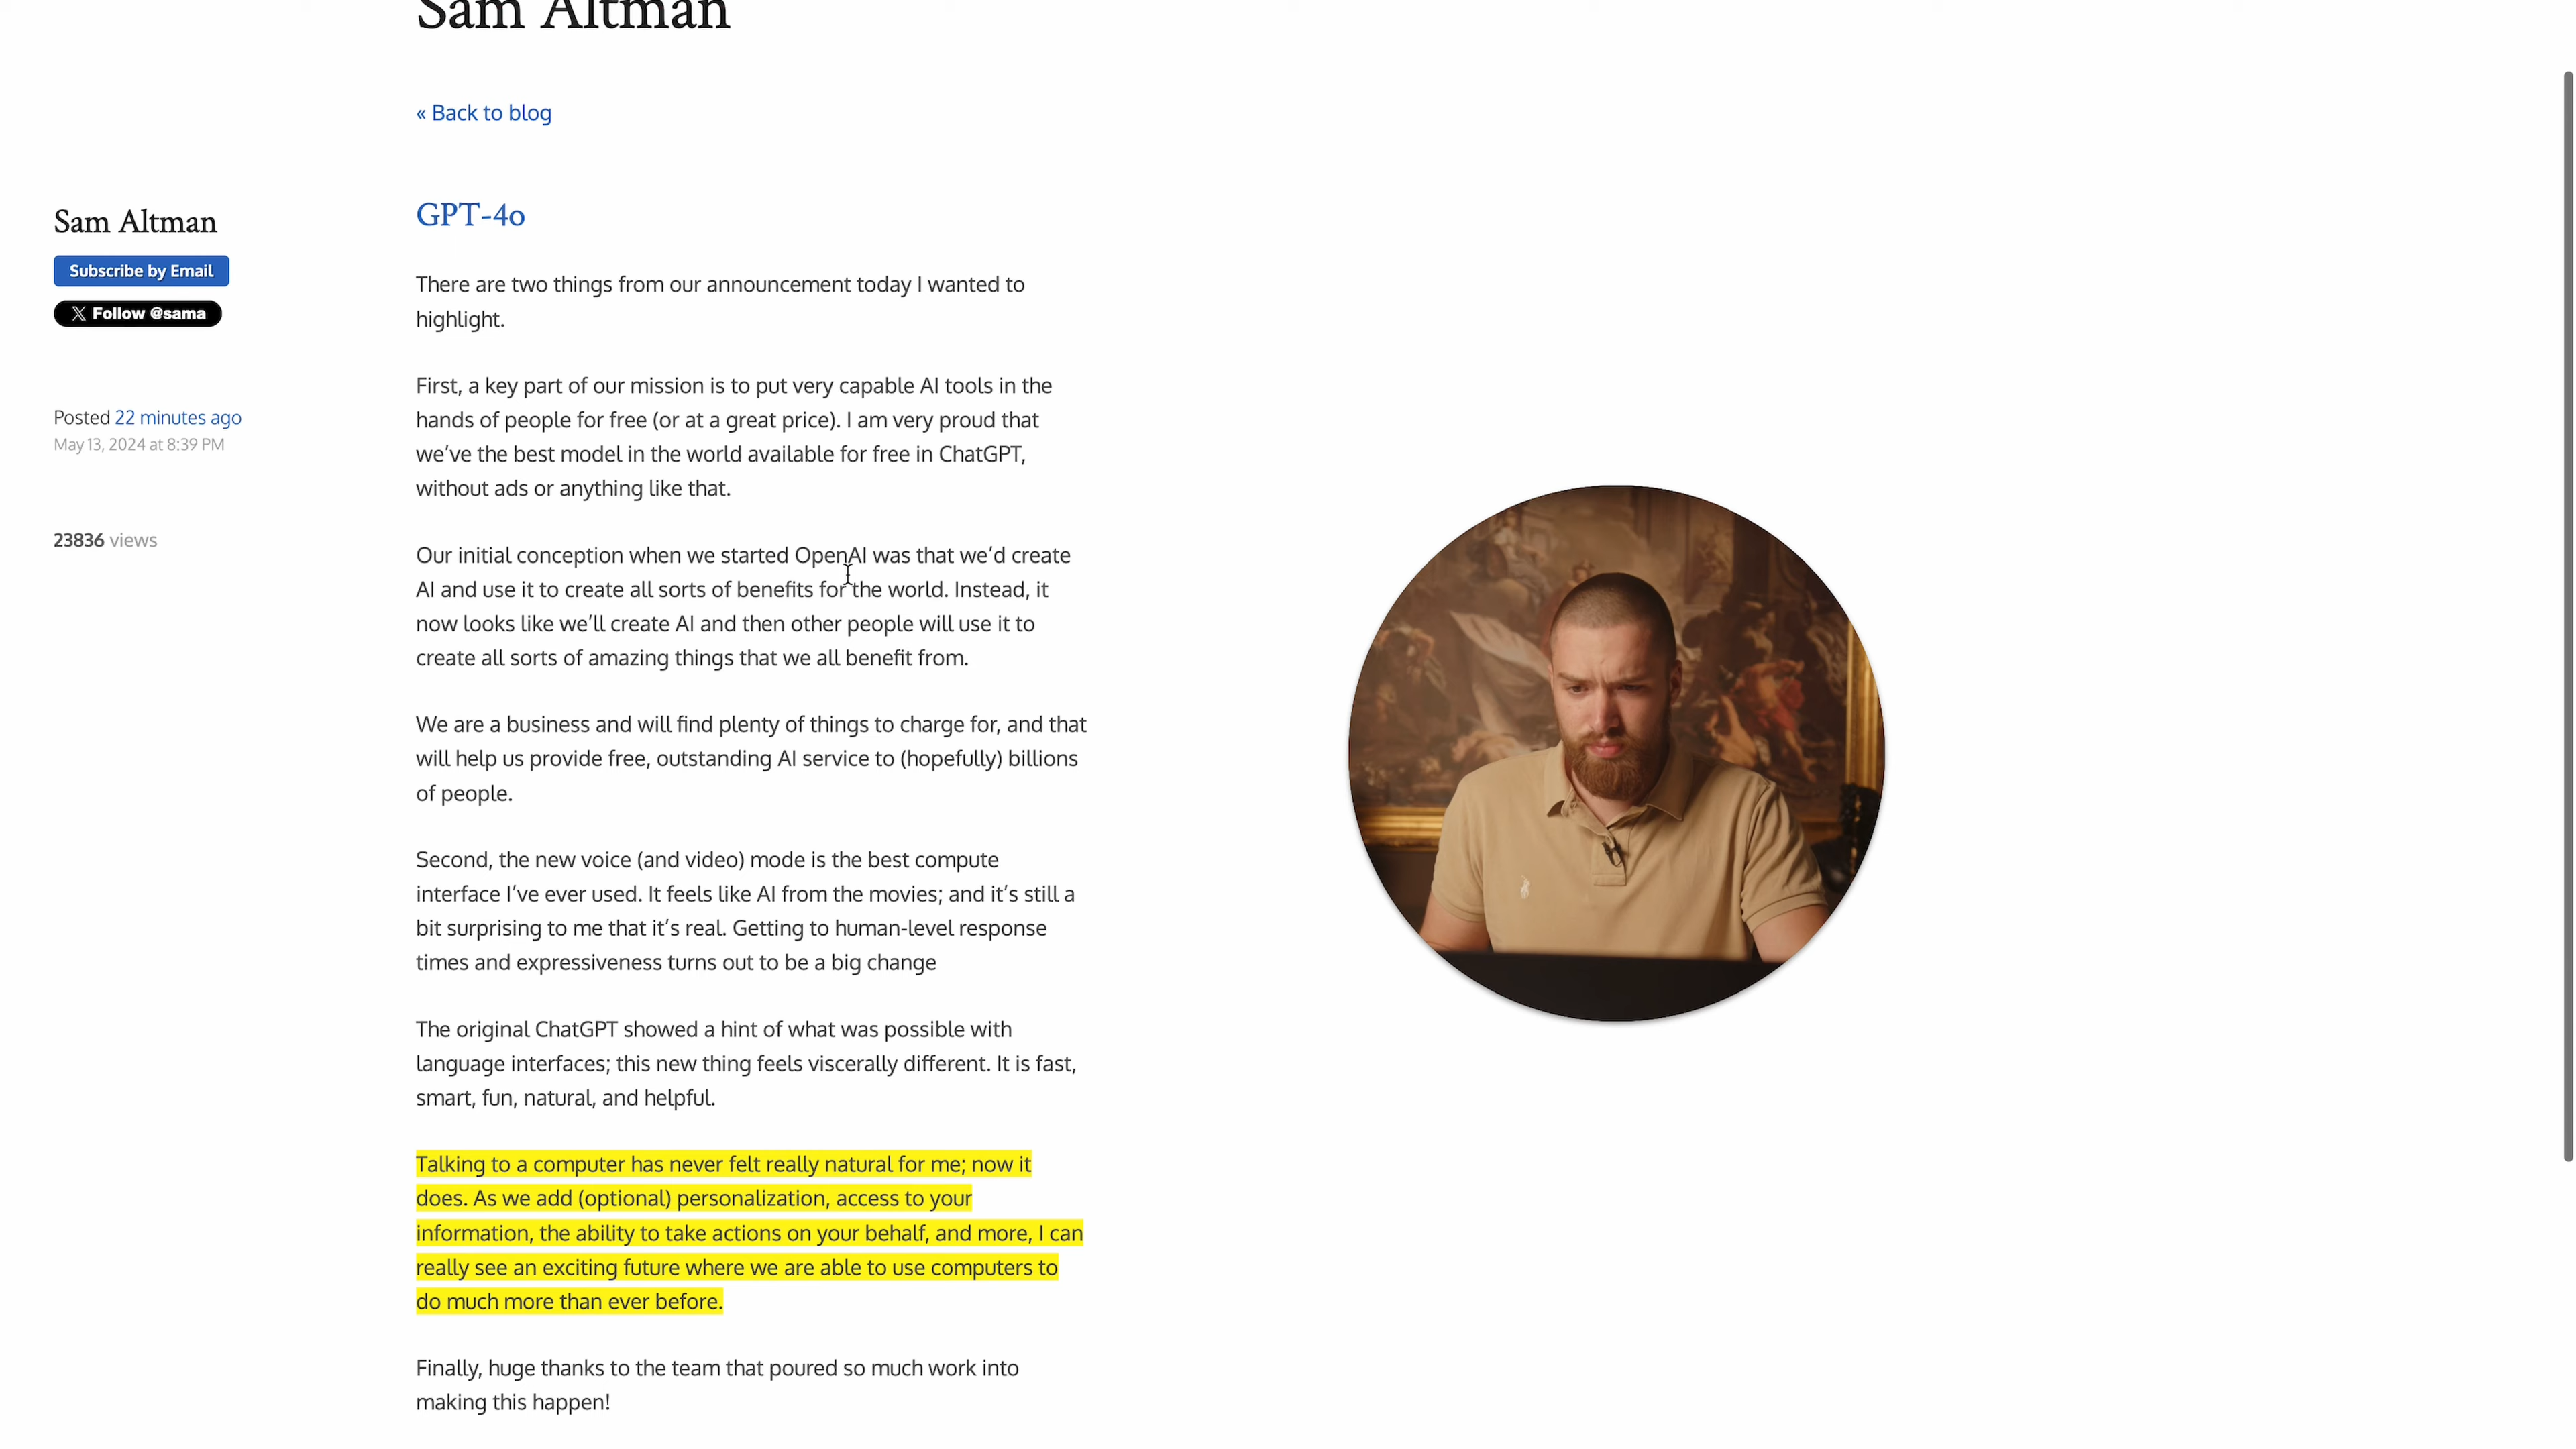 Sam Altman
« Back to blog
Sam Altman
Subscribe by Email
X Follow @sama
Posted 22 minutes ago
May 13, 2024 at 8:39 PM
23836 views
GPT-4o
There are two things from our announcement today I wanted to
highlight.
First, a key part of our mission is to put very capable AI tools in the
hands of people for free (or at a great price). I am very proud that
we’ve the best model in the world available for free in ChatGPT,
without ads or anything like that.
Our initial conception when we started OpenAI was that we’d create
AI and use it to create all sorts of benefits for the world. Instead, it
now looks like we’ll create AI and then other people will use it to
create all sorts of amazing things that we all benefit from.
We are a business and will find plenty of things to charge for, and that
will help us provide free, outstanding AI service to (hopefully) billions
of people.
Second, the new voice (and video) mode is the best compute
interface I’ve ever used. It feels like AI from the movies; and it’s still a
bit surprising to me that it’s real. Getting to human-level response
times and expressiveness turns out to be a big change
The original ChatGPT showed a hint of what was possible with
language interfaces; this new thing feels viscerally different. It is fast,
smart, fun, natural, and helpful.
Talking to a computer has never felt really natural for me; now it
does. As we add (optional) personalization, access to your
information, the ability to take actions on your behalf, and more, I can
really see an exciting future where we are able to use computers to
do much more than ever before.
Finally, huge thanks to the team that poured so much work into
making this happen!